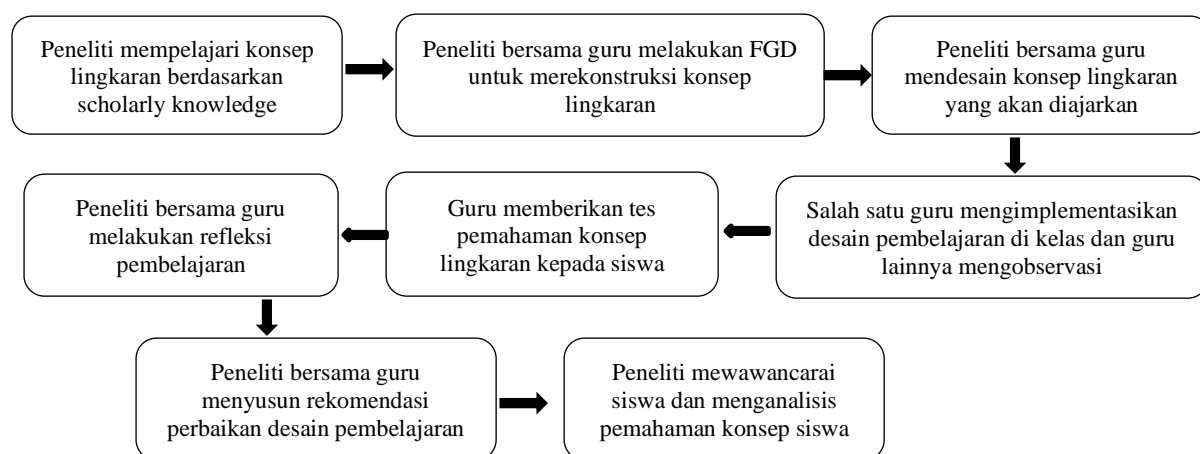 Peneliti mempelajari konsep
lingkaran berdasarkan
scholarly knowledge
Peneliti bersama guru melakukan FGD
untuk merekonstruksi konsep
lingkaran
Peneliti bersama guru
mendesain konsep lingkaran
yang akan diajarkan
Salah satu guru mengimplementasikan
desain pembelajaran di kelas dan guru
lainnya mengobservasi
Guru memberikan tes
pemahaman konsep
lingkaran kepada siswa
Peneliti bersama guru
melakukan refleksi
pembelajaran
Peneliti bersama guru
menyusun rekomendasi
perbaikan desain pembelajaran
Peneliti mewawancarai
siswa dan menganalisis
pemahaman konsep siswa